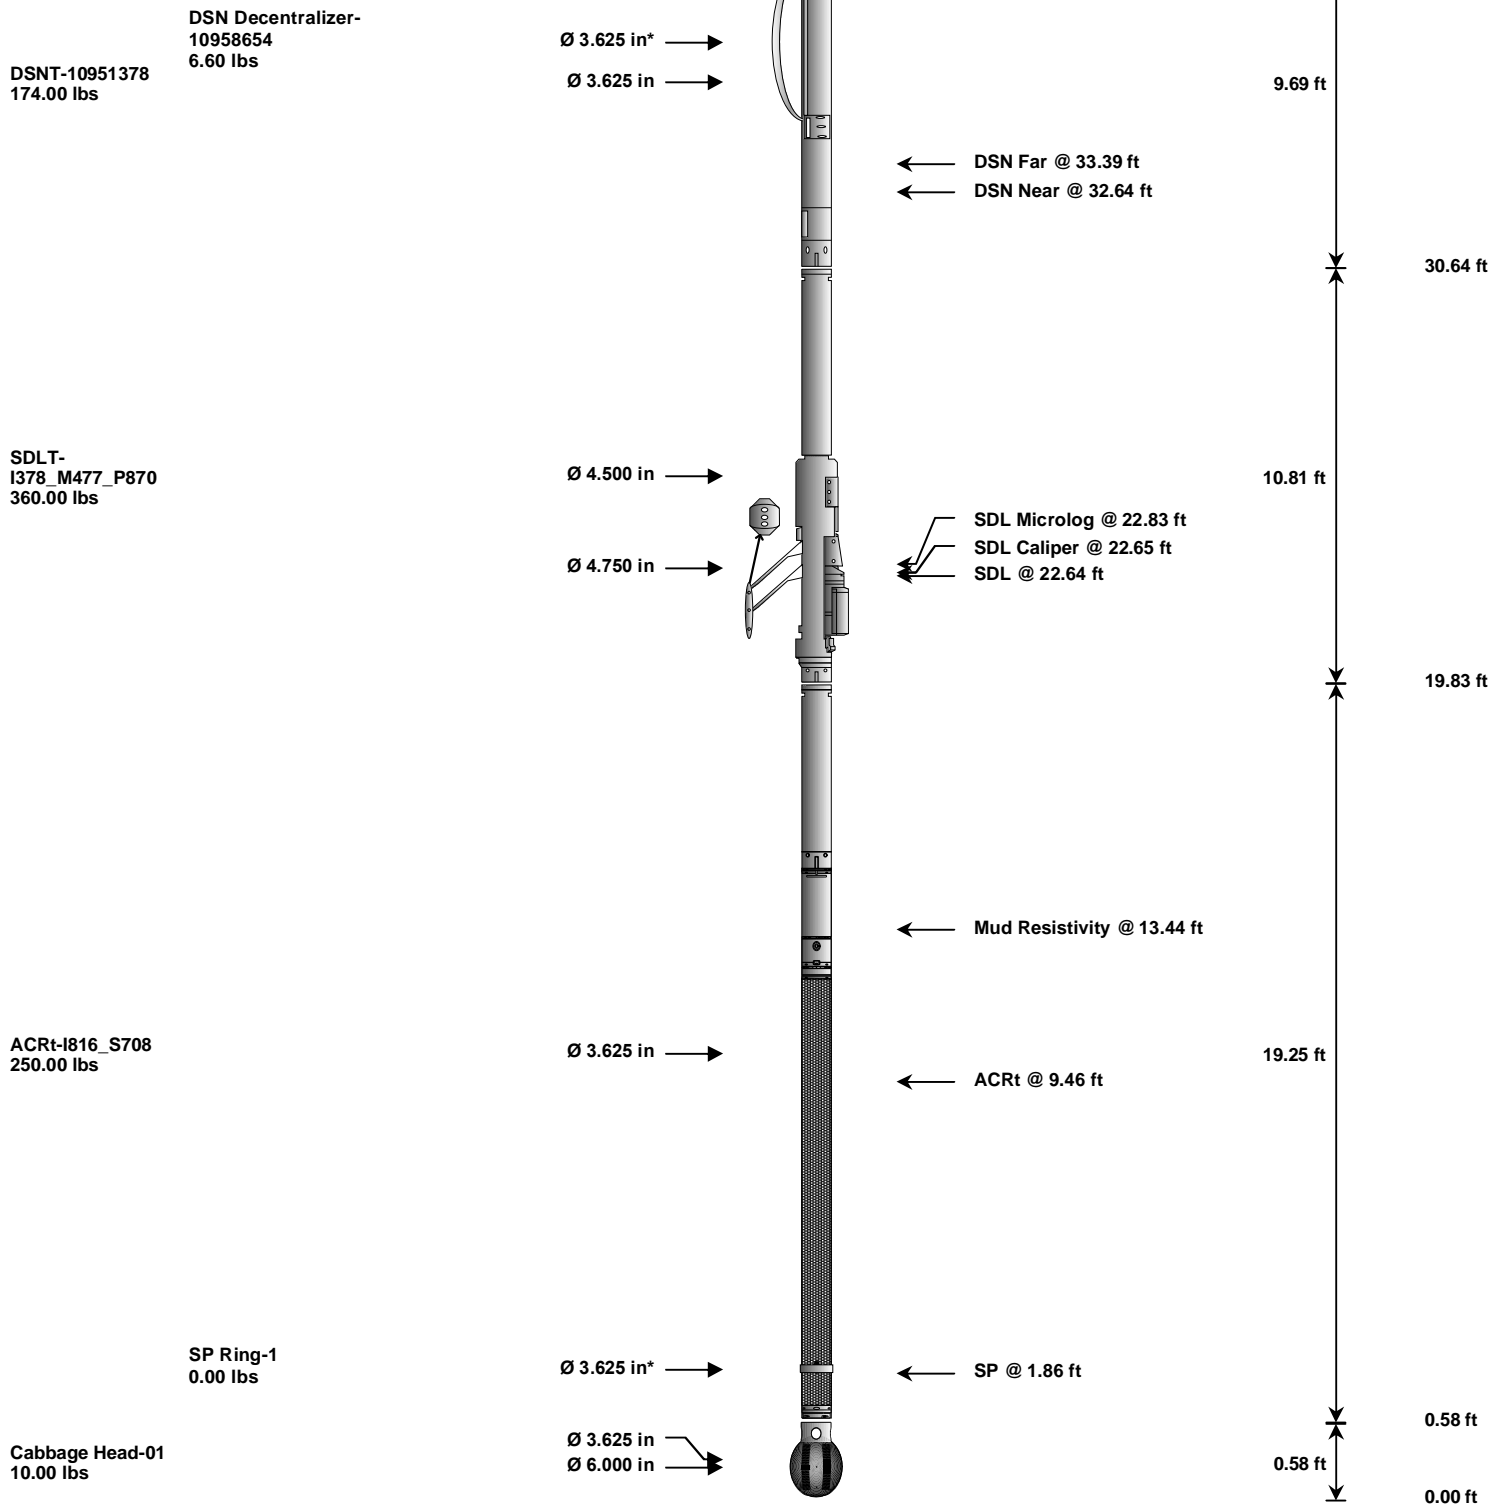 DSN Decentralizer-
10958654
6.60 lbs
Ø 3.625 in*
DSNT-10951378
174.00 lbs
Ø 3.625 in
9.69 ft
DSN Far @ 33.39 ft
DSN Near @ 32.64 ft
30.64 ft
SDLT-
I378_M477_P870
360.00 lbs
Ø 4.500 in
10.81 ft
SDL Microlog @ 22.83 ft
SDL Caliper @ 22.65 ft
Ø 4.750 in
SDL @ 22.64 ft
19.83 ft
Mud Resistivity @ 13.44 ft
ACRt-I816_S708
250.00 lbs
Ø 3.625 in
19.25 ft
ACRt @ 9.46 ft
SP Ring-1
0.00 lbs
Ø 3.625 in*
SP @ 1.86 ft
0.58 ft
Cabbage Head-01
10.00 lbs
Ø 3.625 in
Ø 6.000 in
0.58 ft
0.00 ft